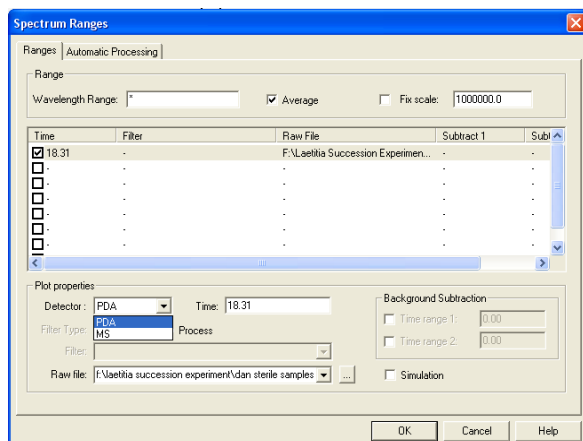 Spectrum Ranges
Ranges Automatic Processing
Range
Wavelength Range: * Average Fix scale: 1000000.0
Time Filter Raw File Subtract 1 Subt
18.31 - F:\Laetitia Succession Experimen... - -
- - - - -
- - - - -
- - - - -
- - - - -
- - - - -
- - - - -
Plot properties
Detector : PDA Time: 18.31
PDA
MS
Filter Type: Process
Filter:
Raw file: f:\laetitia succession experiment\dan sterile samples ...
Background Subtraction
Time range 1: 0.00
Time range 2: 0.00
Simulation
OK Cancel Help